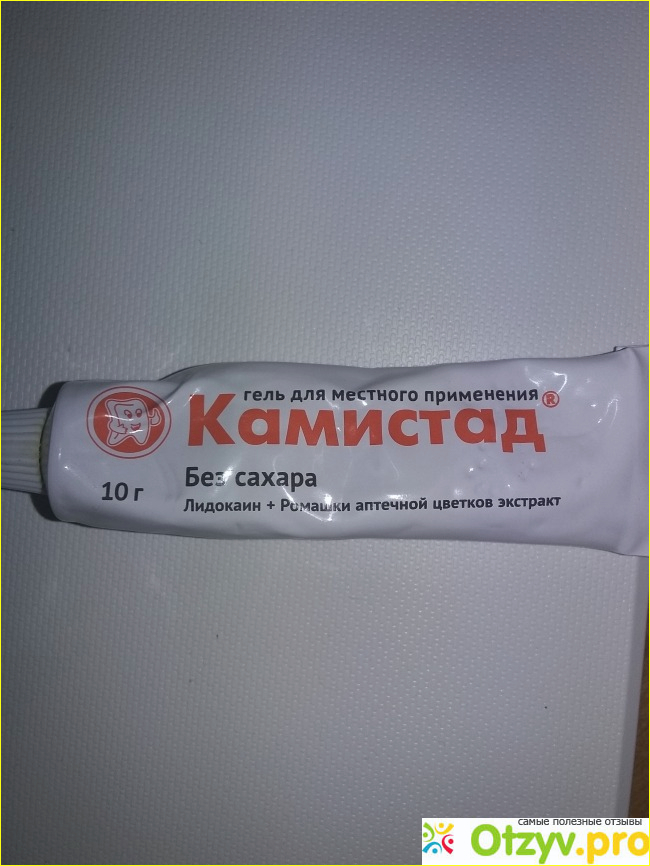 гель для местного применения
Камистад®
Без сахара
10 г
Лидокаин + Ромашки аптечной цветков экстракт
самые полезные отзывы
Otzyv.pro